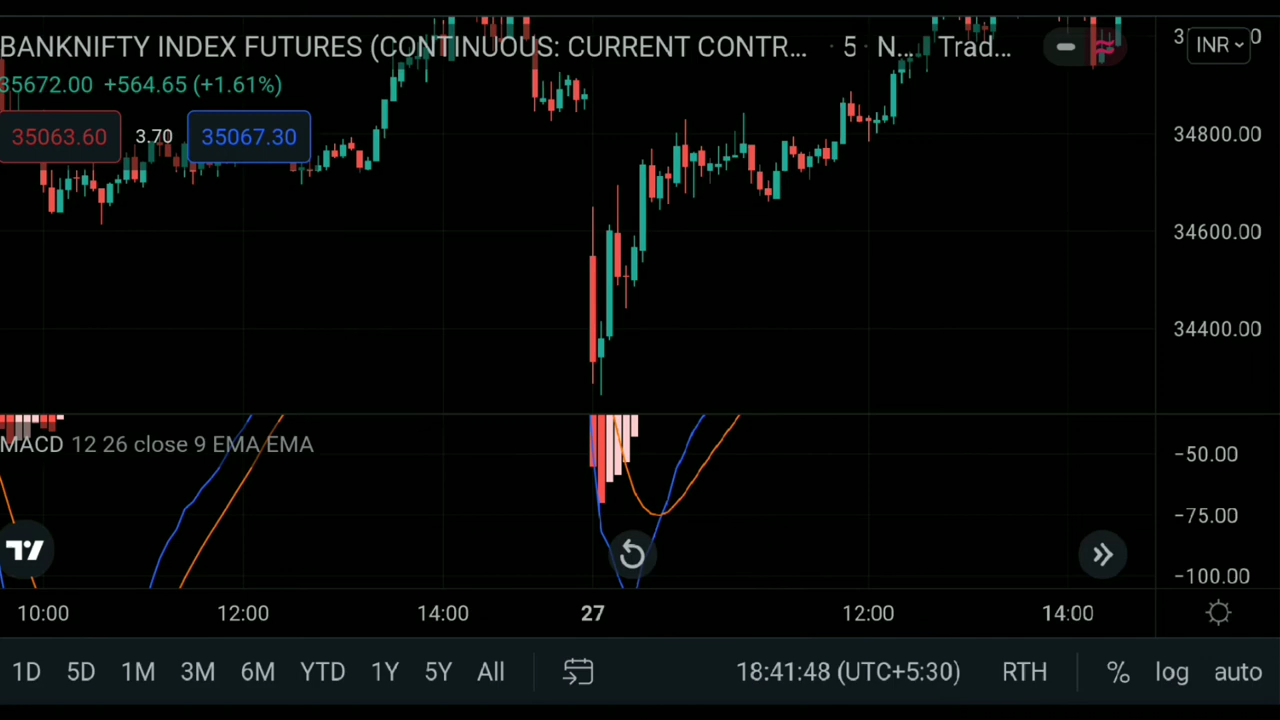 BANKNIFTY INDEX FUTURES (CONTINUOUS: CURRENT CONTR... · 5 · N... Trad...
INR
35672.00 +564.65 (+1.61%)
35063.60 3.70 35067.30
34800.00
34600.00
34400.00
MACD 12 26 close 9 EMA EMA
−50.00
−75.00
−100.00
10:00 12:00 14:00 27 12:00 14:00
1D 5D 1M 3M 6M YTD 1Y 5Y All 18:41:48 (UTC+5:30) RTH % log auto